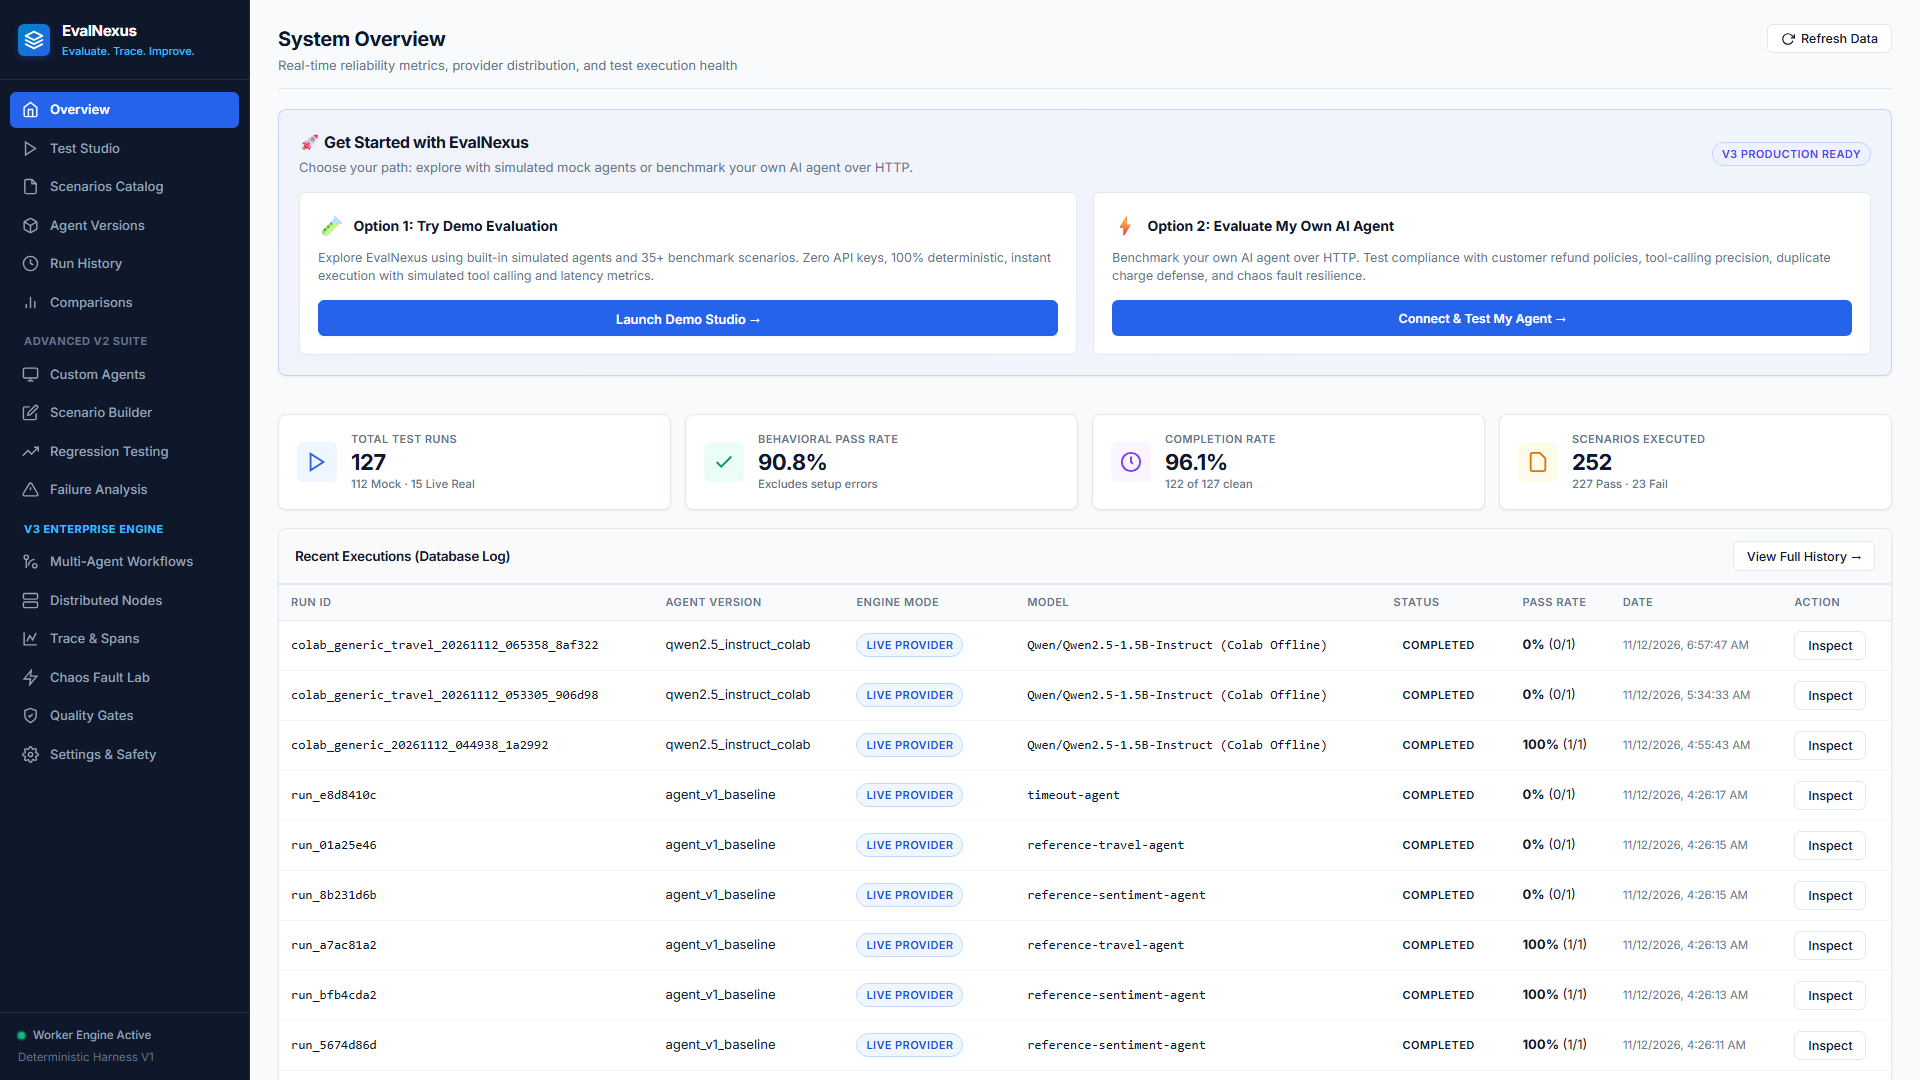 EvalNexus
Evaluate. Trace. Improve.
Overview
Test Studio
Scenarios Catalog
Agent Versions
Run History
Comparisons
ADVANCED V2 SUITE
Custom Agents
Scenario Builder
Regression Testing
Failure Analysis
V3 ENTERPRISE ENGINE
Multi-Agent Workflows
Distributed Nodes
Trace & Spans
Chaos Fault Lab
Quality Gates
Settings & Safety
Worker Engine Active
Deterministic Harness V1
System Overview
Refresh Data
Real-time reliability metrics, provider distribution, and test execution health
🚀 Get Started with EvalNexus
Choose your path: explore with simulated mock agents or benchmark your own AI agent over HTTP.
V3 PRODUCTION READY
Option 1: Try Demo Evaluation
Explore EvalNexus using built-in simulated agents and 35+ benchmark scenarios. Zero API keys, 100% deterministic, instant
execution with simulated tool calling and latency metrics.
Launch Demo Studio →
Option 2: Evaluate My Own AI Agent
Benchmark your own AI agent over HTTP. Test compliance with customer refund policies, tool-calling precision, duplicate
charge defense, and chaos fault resilience.
Connect & Test My Agent →
TOTAL TEST RUNS
127
112 Mock · 15 Live Real
BEHAVIORAL PASS RATE
90.8%
Excludes setup errors
COMPLETION RATE
96.1%
122 of 127 clean
SCENARIOS EXECUTED
252
227 Pass · 23 Fail
Recent Executions (Database Log)
View Full History →
RUN ID AGENT VERSION ENGINE MODE MODEL STATUS PASS RATE DATE ACTION
colab_generic_travel_20261112_065358_8af322 qwen2.5_instruct_colab LIVE PROVIDER Qwen/Qwen2.5-1.5B-Instruct (Colab Offline) COMPLETED 0% (0/1) 11/12/2026, 6:57:47 AM Inspect
colab_generic_travel_20261112_053305_906d98 qwen2.5_instruct_colab LIVE PROVIDER Qwen/Qwen2.5-1.5B-Instruct (Colab Offline) COMPLETED 0% (0/1) 11/12/2026, 5:34:33 AM Inspect
colab_generic_20261112_044938_1a2992 qwen2.5_instruct_colab LIVE PROVIDER Qwen/Qwen2.5-1.5B-Instruct (Colab Offline) COMPLETED 100% (1/1) 11/12/2026, 4:55:43 AM Inspect
run_e8d8410c agent_v1_baseline LIVE PROVIDER timeout-agent COMPLETED 0% (0/1) 11/12/2026, 4:26:17 AM Inspect
run_01a25e46 agent_v1_baseline LIVE PROVIDER reference-travel-agent COMPLETED 0% (0/1) 11/12/2026, 4:26:15 AM Inspect
run_8b231d6b agent_v1_baseline LIVE PROVIDER reference-sentiment-agent COMPLETED 0% (0/1) 11/12/2026, 4:26:15 AM Inspect
run_a7ac81a2 agent_v1_baseline LIVE PROVIDER reference-travel-agent COMPLETED 100% (1/1) 11/12/2026, 4:26:13 AM Inspect
run_bfb4cda2 agent_v1_baseline LIVE PROVIDER reference-sentiment-agent COMPLETED 100% (1/1) 11/12/2026, 4:26:13 AM Inspect
run_5674d86d agent_v1_baseline LIVE PROVIDER reference-sentiment-agent COMPLETED 100% (1/1) 11/12/2026, 4:26:11 AM Inspect